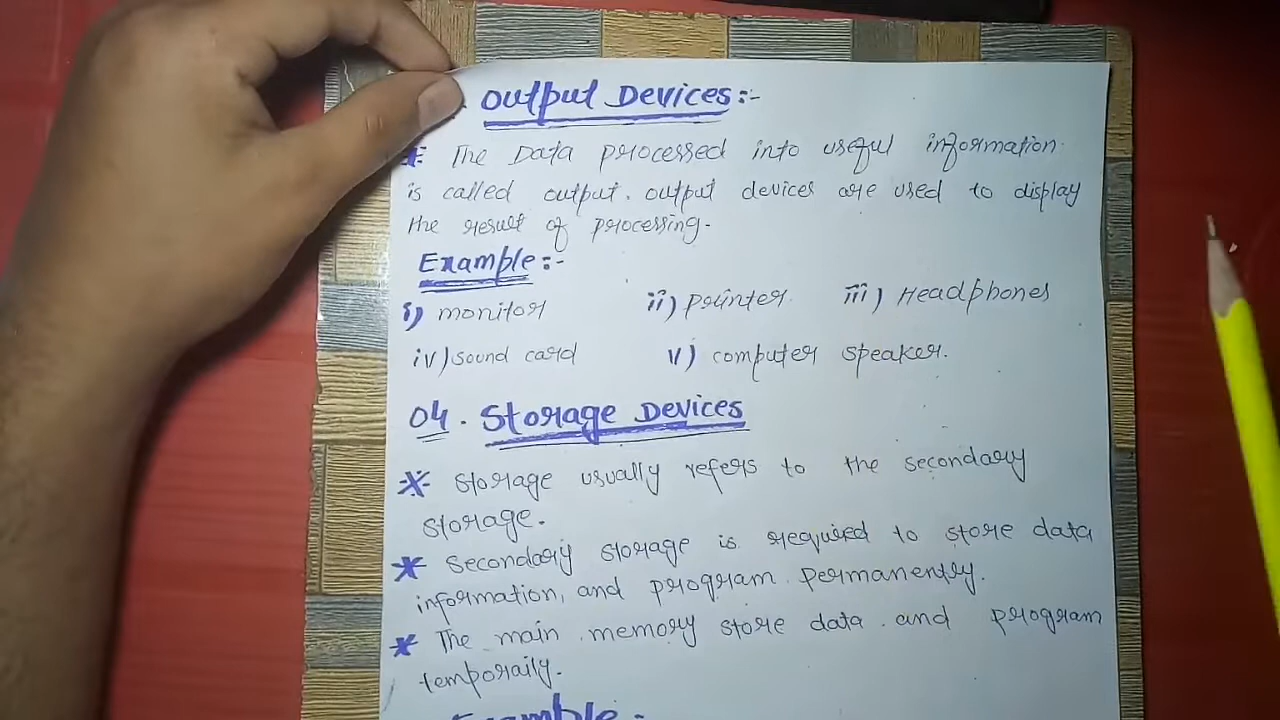 . Output Devices:-
* The Data processed into useful information.
is called output. output devices are used to display
the result of processing.
Example:-
i) monitor ii) printer. iii) Headphones
iv) sound card v) computer speaker.
04. Storage Devices
* Storage usually refers to the secondary
storage.
* Secondary storage is required to store data
information, and program. permanently.
* The main memory store data and program
temporaily.
Example:-